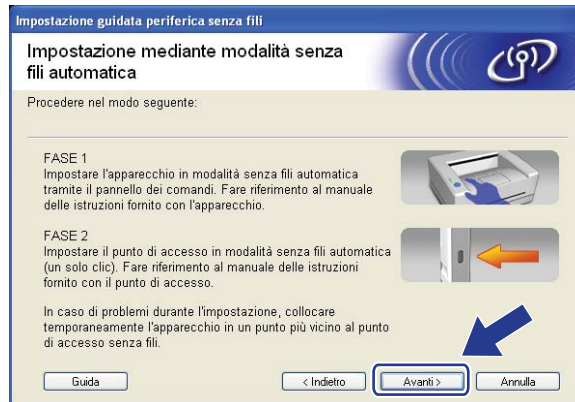 Impostazione guidata periferica senza fili
Impostazione mediante modalità senza
fili automatica
Procedere nel modo seguente:
FASE 1
Impostare l'apparecchio in modalità senza fili automatica
tramite il pannello dei comandi. Fare riferimento al manuale
delle istruzioni fornito con l'apparecchio.
FASE 2
Impostare il punto di accesso in modalità senza fili automatica
(un solo clic). Fare riferimento al manuale delle istruzioni
fornito con il punto di accesso.
In caso di problemi durante l'impostazione, collocare
temporaneamente l'apparecchio in un punto più vicino al punto
di accesso senza fili.
Guida
< Indietro
Avanti >
Annulla